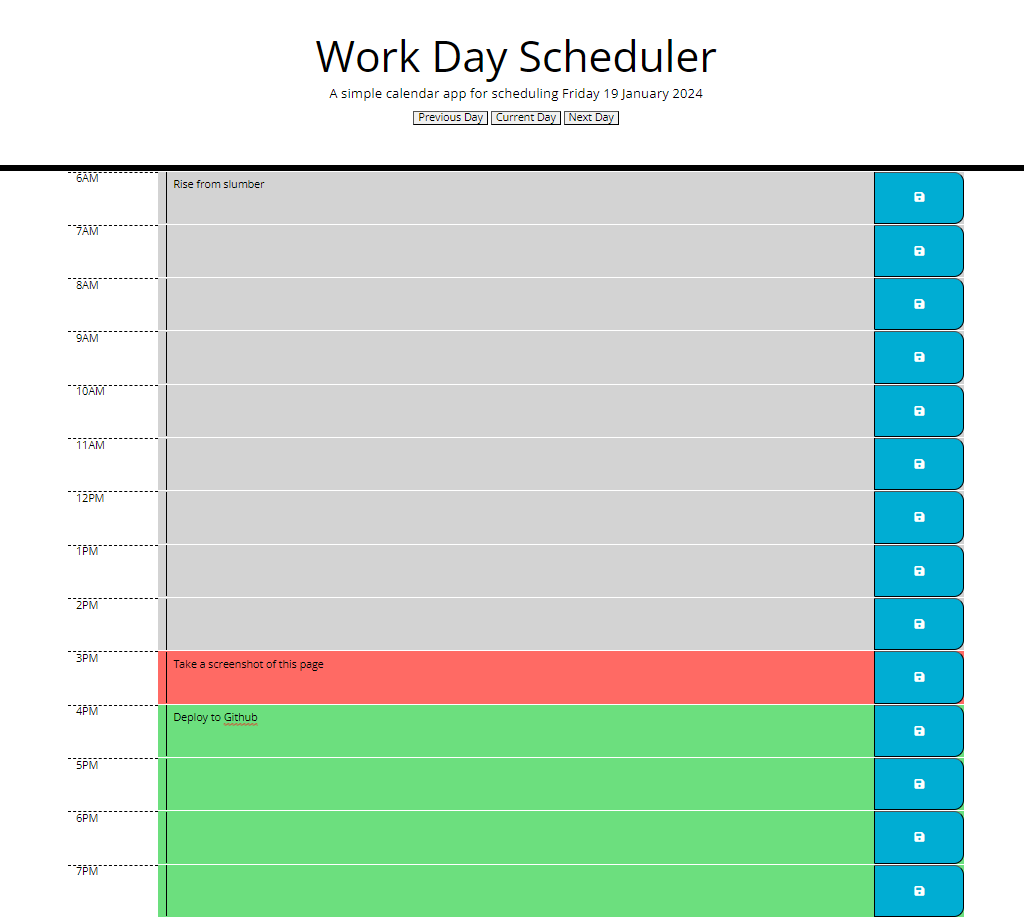 Work Day Scheduler
A simple calendar app for scheduling Friday 19 January 2024
Previous Day Current Day Next Day
6AM Rise from slumber
7AM
8AM
9AM
10AM
11AM
12PM
1PM
2PM
3PM Take a screenshot of this page
4PM Deploy to Github
5PM
6PM
7PM